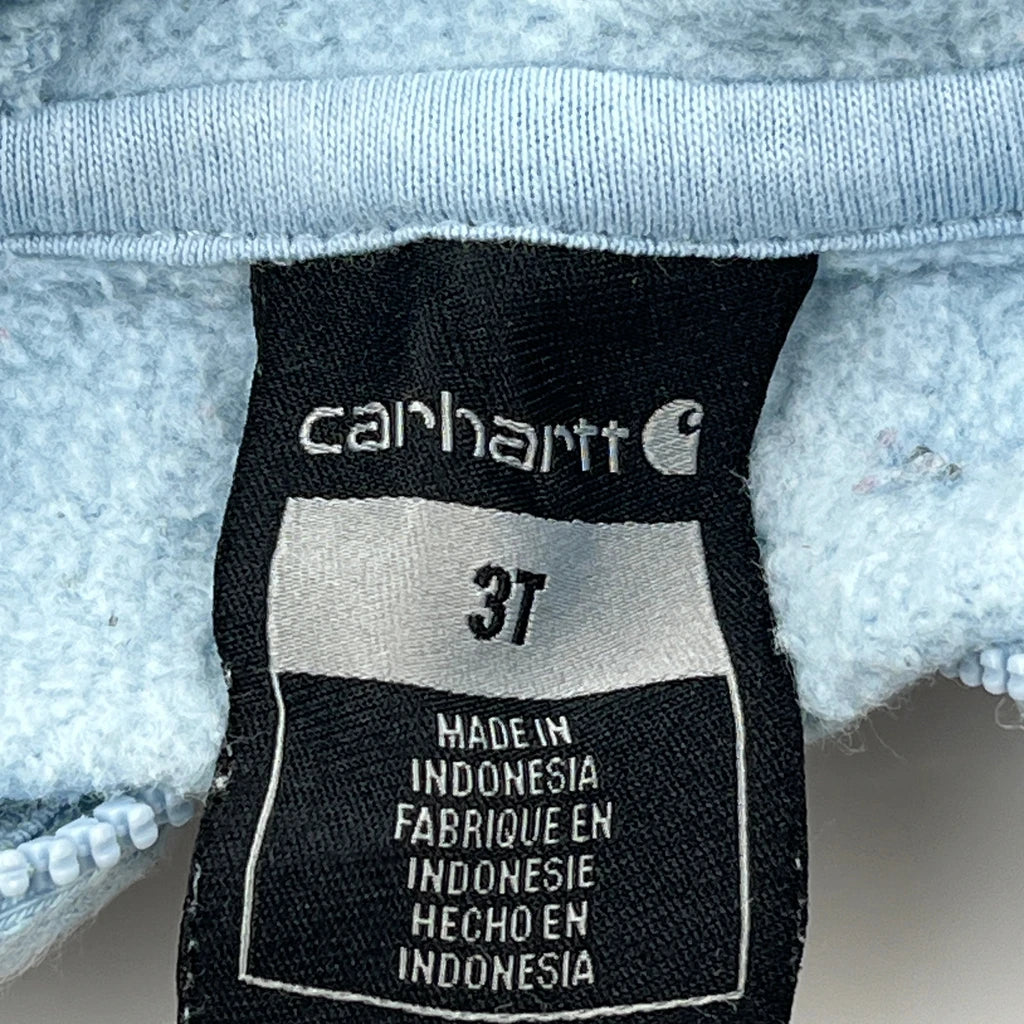 carhartt
3T
MADE IN
INDONESIA
FABRIQUE EN
INDONESIE
HECHO EN
INDONESIA